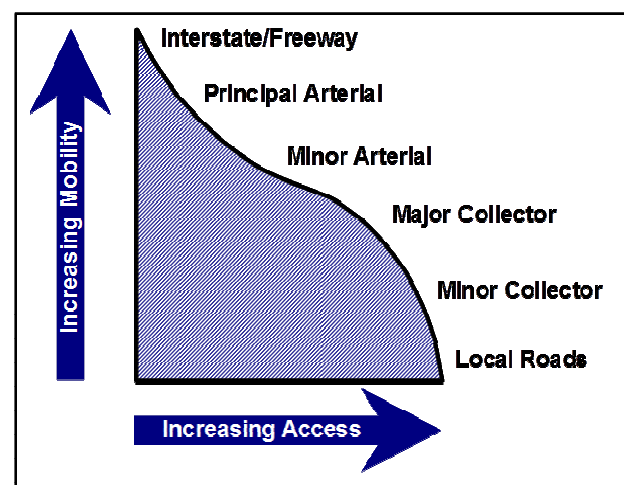 Interstate/Freeway
Principal Arterial
Minor Arterial
Major Collector
Minor Collector
Local Roads
Increasing Mobility
Increasing Access